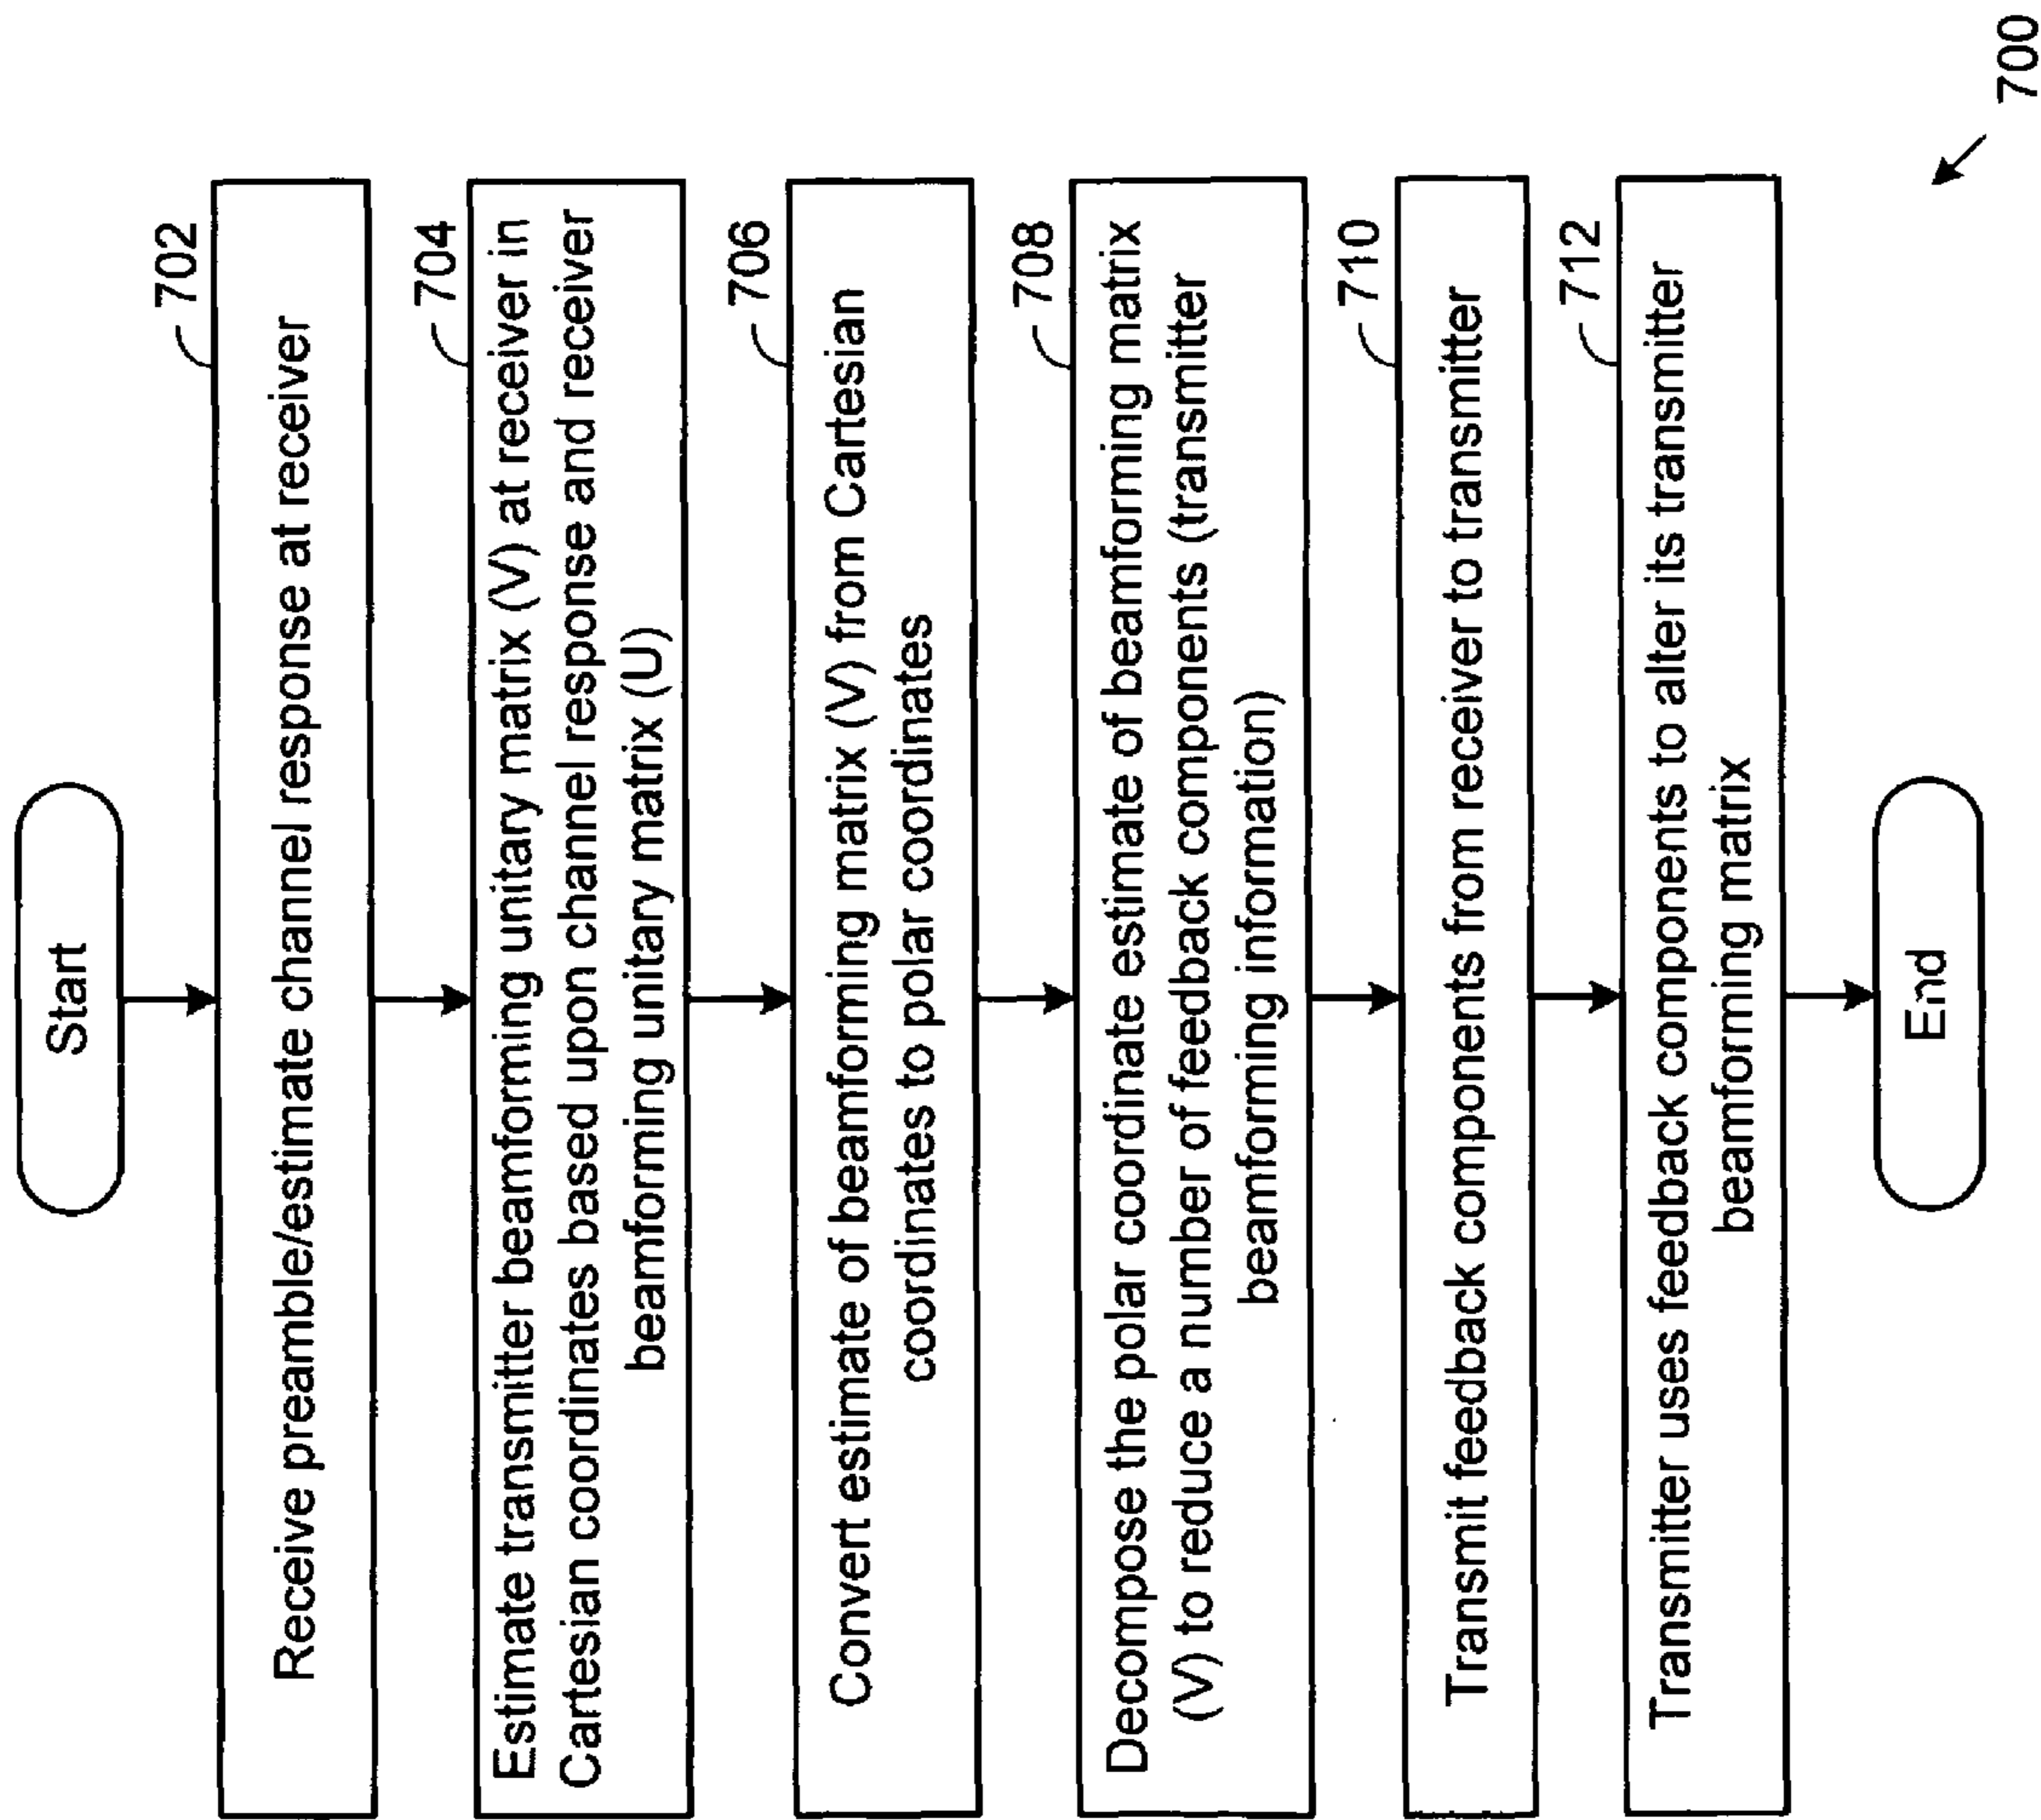 Start
702
Receive preamble/estimate channel response at receiver
704
Estimate transmitter beamforming unitary matrix (V) at receiver in
Cartesian coordinates based upon channel response and receiver
beamforming unitary matrix (U)
706
Convert estimate of beamforming matrix (V) from Cartesian
coordinates to polar coordinates
708
Decompose the polar coordinate estimate of beamforming matrix
(V) to reduce a number of feedback components (transmitter
beamforming information)
710
Transmit feedback components from receiver to transmitter
712
Transmitter uses feedback components to alter its transmitter
beamforming matrix
End
700